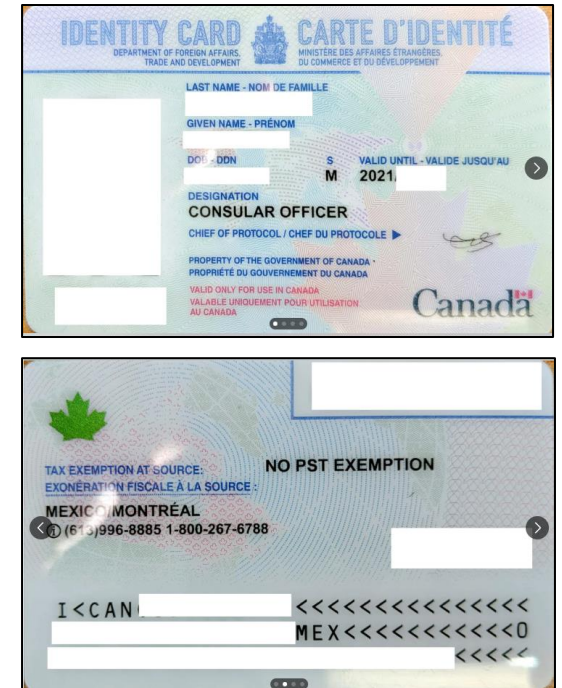 IDENTITY CARD
DEPARTMENT OF FOREIGN AFFAIRS,
TRADE AND DEVELOPMENT
CARTE D'IDENTITÉ
MINISTÈRE DES AFFAIRES ÉTRANGÈRES,
DU COMMERCE ET DU DÉVELOPPEMENT
LAST NAME - NOM DE FAMILLE
GIVEN NAME - PRÉNOM
DOB - DDN S VALID UNTIL - VALIDE JUSQU'AU
M 2021
DESIGNATION
CONSULAR OFFICER
CHIEF OF PROTOCOL / CHEF DU PROTOCOLE ▶
PROPERTY OF THE GOVERNMENT OF CANADA •
PROPRIÉTÉ DU GOUVERNEMENT DU CANADA
VALID ONLY FOR USE IN CANADA
VALABLE UNIQUEMENT POUR UTILISATION
AU CANADA
Canada
TAX EXEMPTION AT SOURCE: NO PST EXEMPTION
EXONÉRATION FISCALE À LA SOURCE :
MEXICO/MONTRÉAL
(613)996-8885 1-800-267-6788
I<CAN <<<<<<<<<<<<<<<
MEX<<<<<<<<<<<0
<<<<<